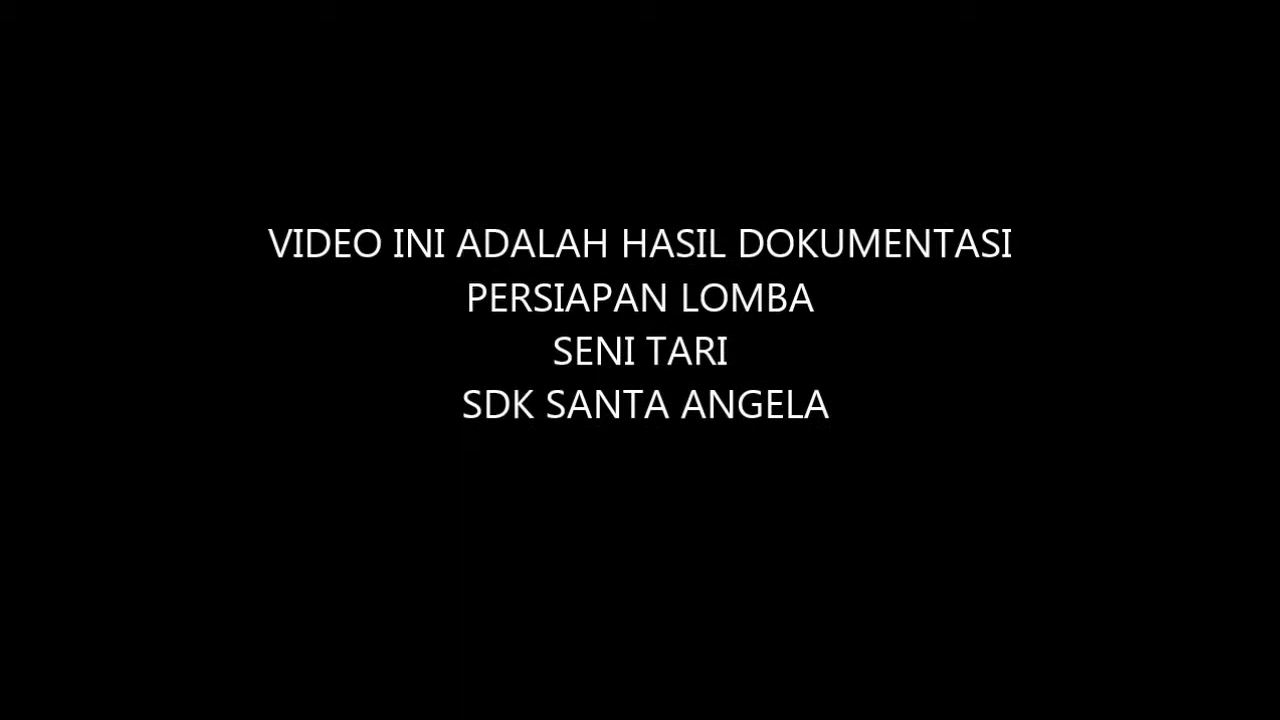 VIDEO INI ADALAH HASIL DOKUMENTASI
PERSIAPAN LOMBA
SENI TARI
SDK SANTA ANGELA